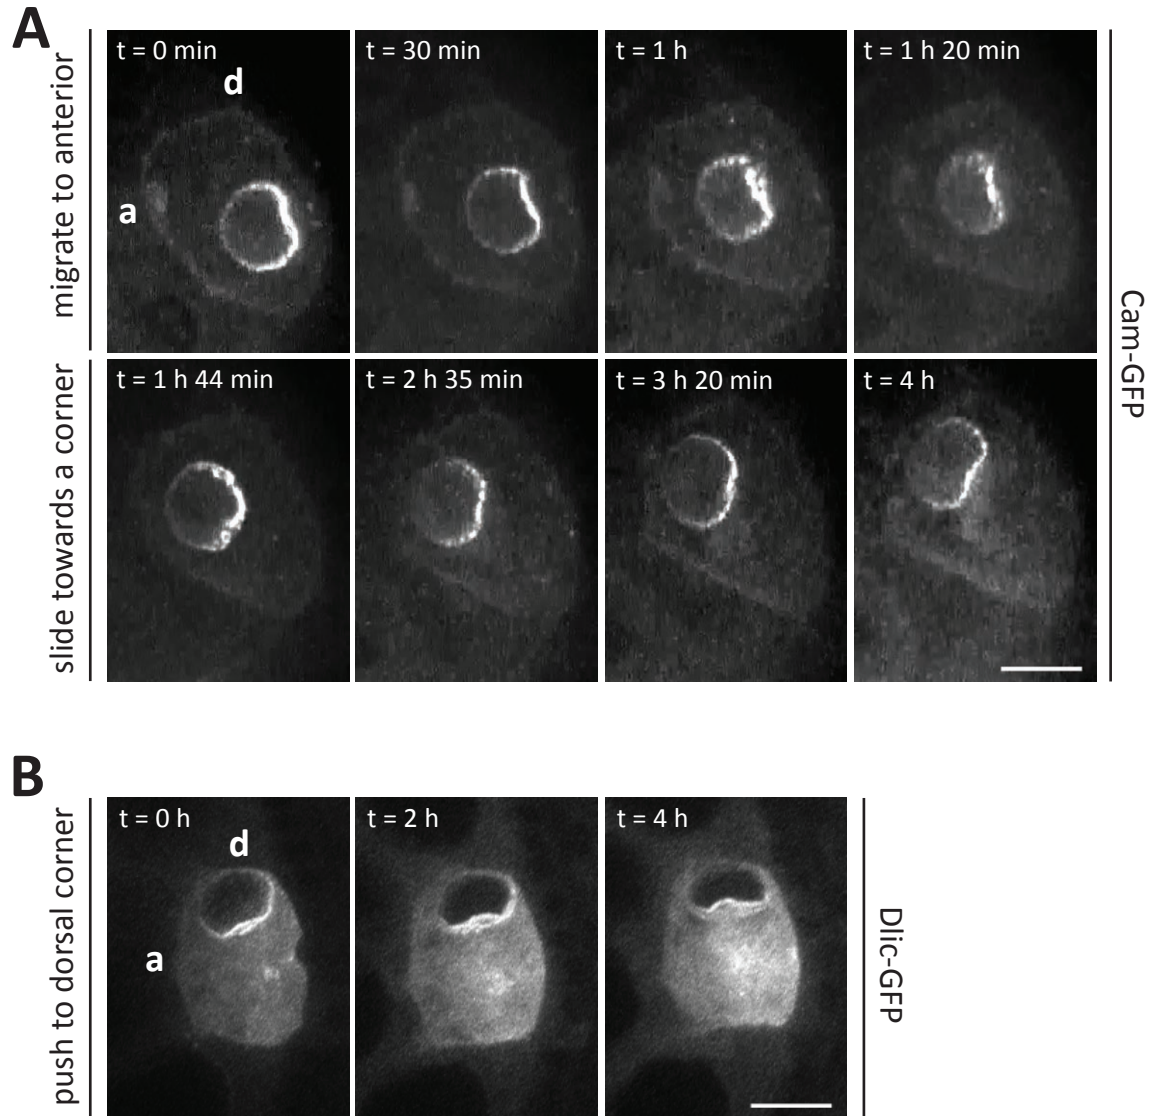 A
migrate to anterior
t = 0 min
d
a
t = 30 min
t = 1 h
t = 1 h 20 min
slide towards a corner
t = 1 h 44 min
t = 2 h 35 min
t = 3 h 20 min
t = 4 h
Cam-GFP
B
push to dorsal corner
t = 0 h
d
a
t = 2 h
t = 4 h
Dlic-GFP